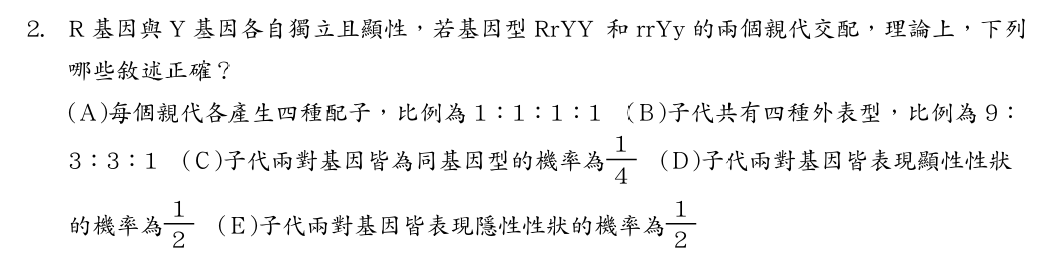 2. R 基因與 Y 基因各自獨立且顯性，若基因型 RrYY 和 rrYy 的兩個親代交配，理論上，下列
哪些敘述正確？
(A)每個親代各產生四種配子，比例為 1：1：1：1 (B)子代共有四種外表型，比例為 9：
3：3：1 (C)子代兩對基因皆為同基因型的機率為1/4 (D)子代兩對基因皆表現顯性性狀
的機率為1/2 (E)子代兩對基因皆表現隱性性狀的機率為1/2